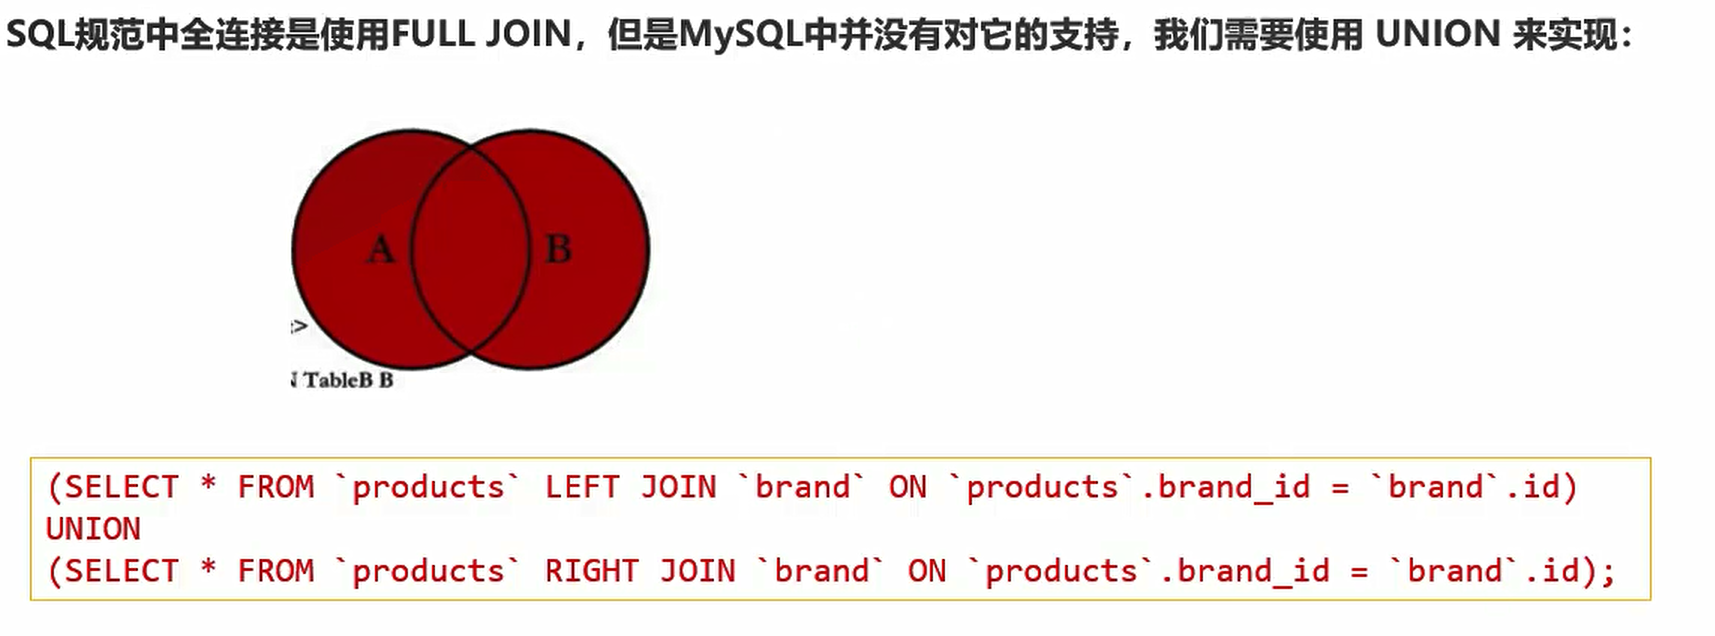 SQL规范中全连接是使用FULL JOIN，但是MySQL中并没有对它的支持，我们需要使用 UNION 来实现：
A
B
>
TableB B
(SELECT * FROM `products` LEFT JOIN `brand` ON `products`.brand_id = `brand`.id)
UNION
(SELECT * FROM `products` RIGHT JOIN `brand` ON `products`.brand_id = `brand`.id);